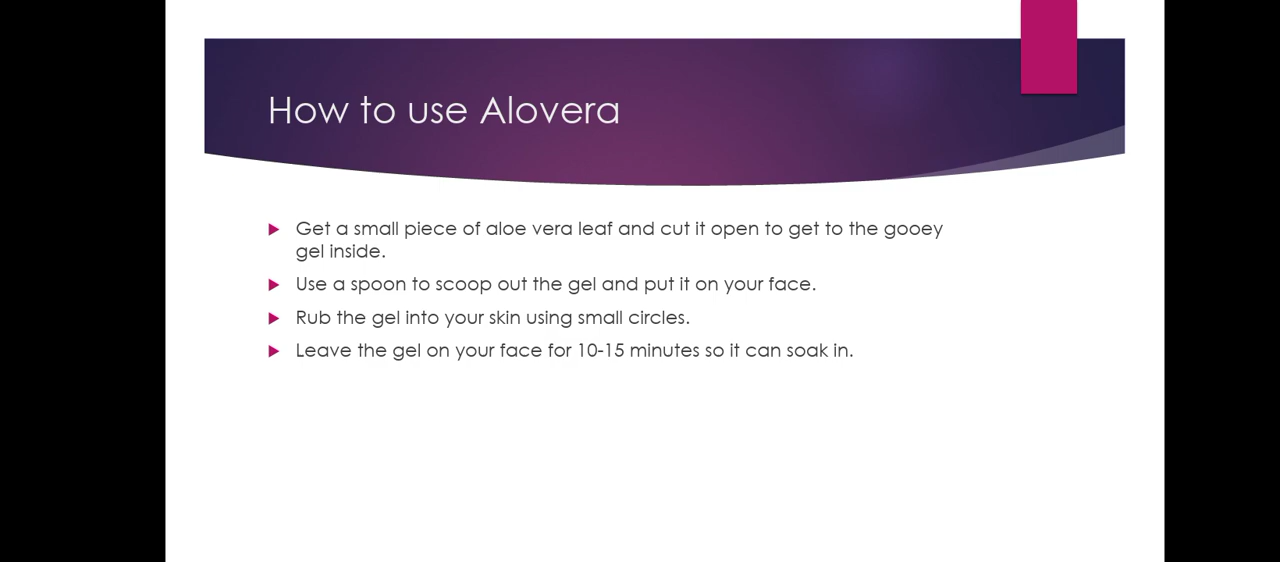 How to use Alovera
Get a small piece of aloe vera leaf and cut it open to get to the gooey
gel inside.
Use a spoon to scoop out the gel and put it on your face.
Rub the gel into your skin using small circles.
Leave the gel on your face for 10-15 minutes so it can soak in.